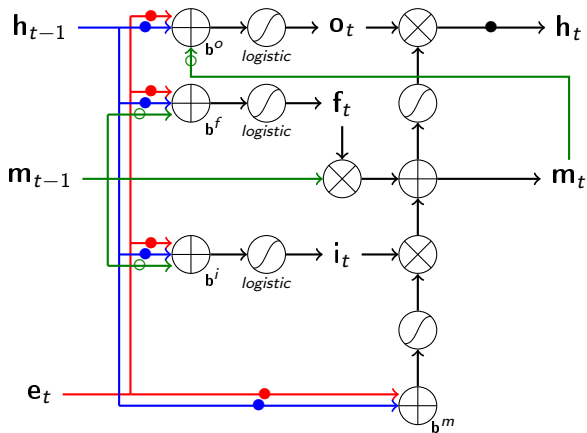 h_{t−1} o_t h_t
b^o
logistic
f_t
b^f
logistic
m_{t−1} m_t
i_t
b^i
logistic
e_t
b^m